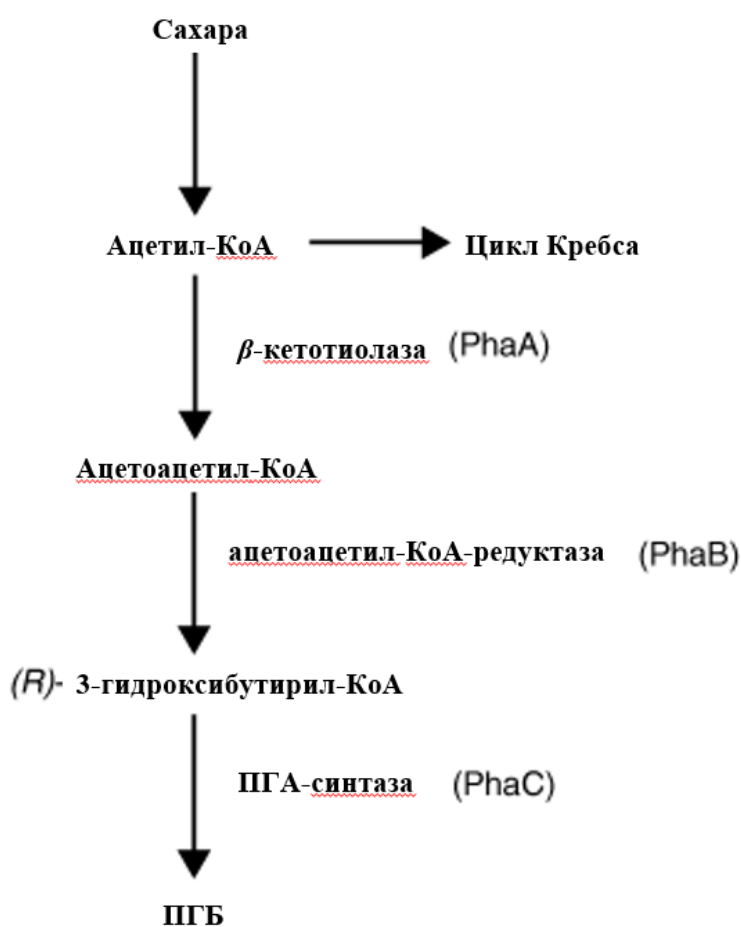 Сахара
Ацетил-КоА Цикл Кребса
β-кетотиолаза (PhaA)
Ацетоацетил-КоА
ацетоацетил-КоА-редуктаза (PhaB)
(R)- 3-гидроксибутирил-КоА
ПГА-синтаза (PhaC)
ПГБ